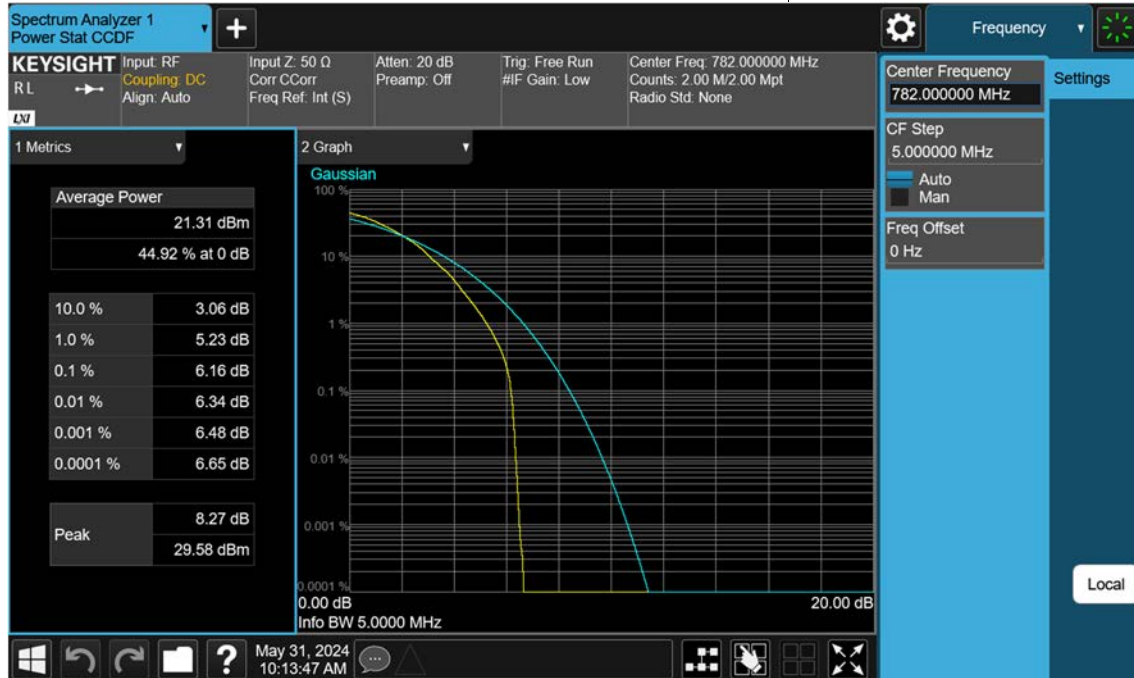 Spectrum Analyzer 1
Power Stat CCDF
+
Frequency
KEYSIGHT
R L
LXI
Input: RF
Coupling: DC
Align: Auto
Input Z: 50 Ω
Corr CCorr
Freq Ref: Int (S)
Atten: 20 dB
Preamp: Off
Trig: Free Run
#IF Gain: Low
Center Freq: 782.000000 MHz
Counts: 2.00 M/2.00 Mpt
Radio Std: None
Center Frequency
782.000000 MHz
Settings
CF Step
5.000000 MHz
Auto
Man
Freq Offset
0 Hz
1 Metrics
Average Power
21.31 dBm
44.92 % at 0 dB
10.0 % 3.06 dB
1.0 % 5.23 dB
0.1 % 6.16 dB
0.01 % 6.34 dB
0.001 % 6.48 dB
0.0001 % 6.65 dB
Peak 8.27 dB
29.58 dBm
2 Graph
Gaussian
100 %
10 %
1 %
0.1 %
0.01 %
0.001 %
0.0001 %
0.00 dB 20.00 dB
Info BW 5.0000 MHz
Local
?
May 31, 2024
10:13:47 AM